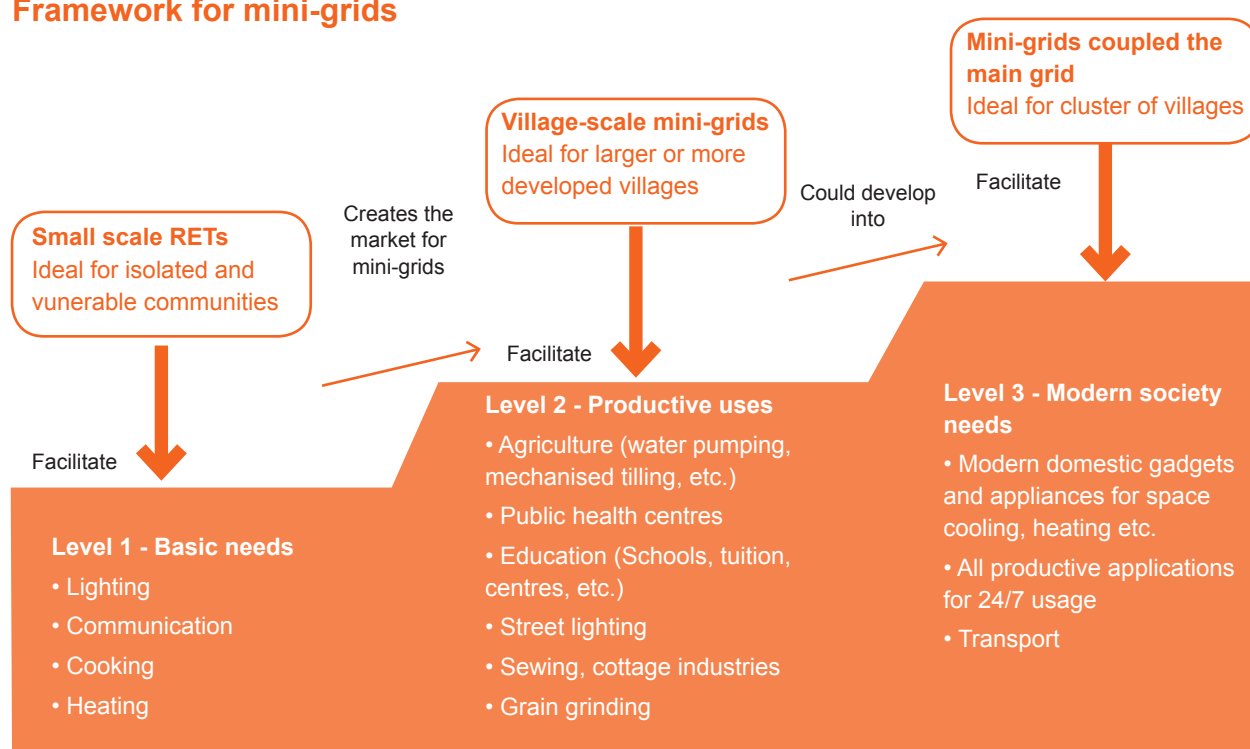 Framework for mini-grids
Small scale RETs
Ideal for isolated and
vunerable communities
Facilitate
Level 1 - Basic needs
• Lighting
• Communication
• Cooking
• Heating
Creates the
market for
mini-grids
Village-scale mini-grids
Ideal for larger or more
developed villages
Facilitate
Level 2 - Productive uses
• Agriculture (water pumping,
mechanised tilling, etc.)
• Public health centres
• Education (Schools, tuition,
centres, etc.)
• Street lighting
• Sewing, cottage industries
• Grain grinding
Could develop
into
Mini-grids coupled the
main grid
Ideal for cluster of villages
Facilitate
Level 3 - Modern society
needs
• Modern domestic gadgets
and appliances for space
cooling, heating etc.
• All productive applications
for 24/7 usage
• Transport